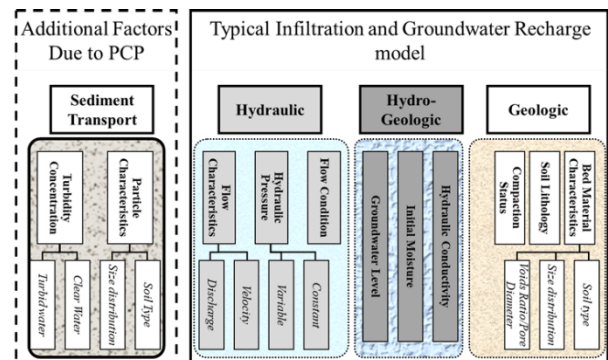 Additional Factors
Due to PCP
Sediment
Transport
Turbidity
Concentration
Particle
Characteristics
Turbid water
Clear Water
Size distribution
Soil Type
Typical Infiltration and Groundwater Recharge
model
Hydraulic
Flow
Characteristics
Hydraulic
Pressure
Flow Condition
Discharge
Velocity
Variable
Constant
Hydro-
Geologic
Groundwater Level
Initial Moisture
Hydraulic Conductivity
Geologic
Compaction
Status
Soil Lithology
Bed Material
Characteristics
Voids Ratio/Pore
Diameter
Size distribution
Soil type